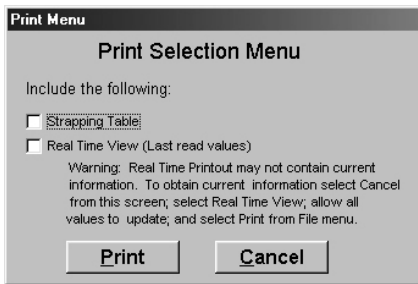 Print Menu
Print Selection Menu
Include the following:
Strapping Table
Real Time View (Last read values)
Warning: Real Time Printout may not contain current
information. To obtain current information select Cancel
from this screen; select Real Time View; allow all
values to update; and select Print from File menu.
Print
Cancel